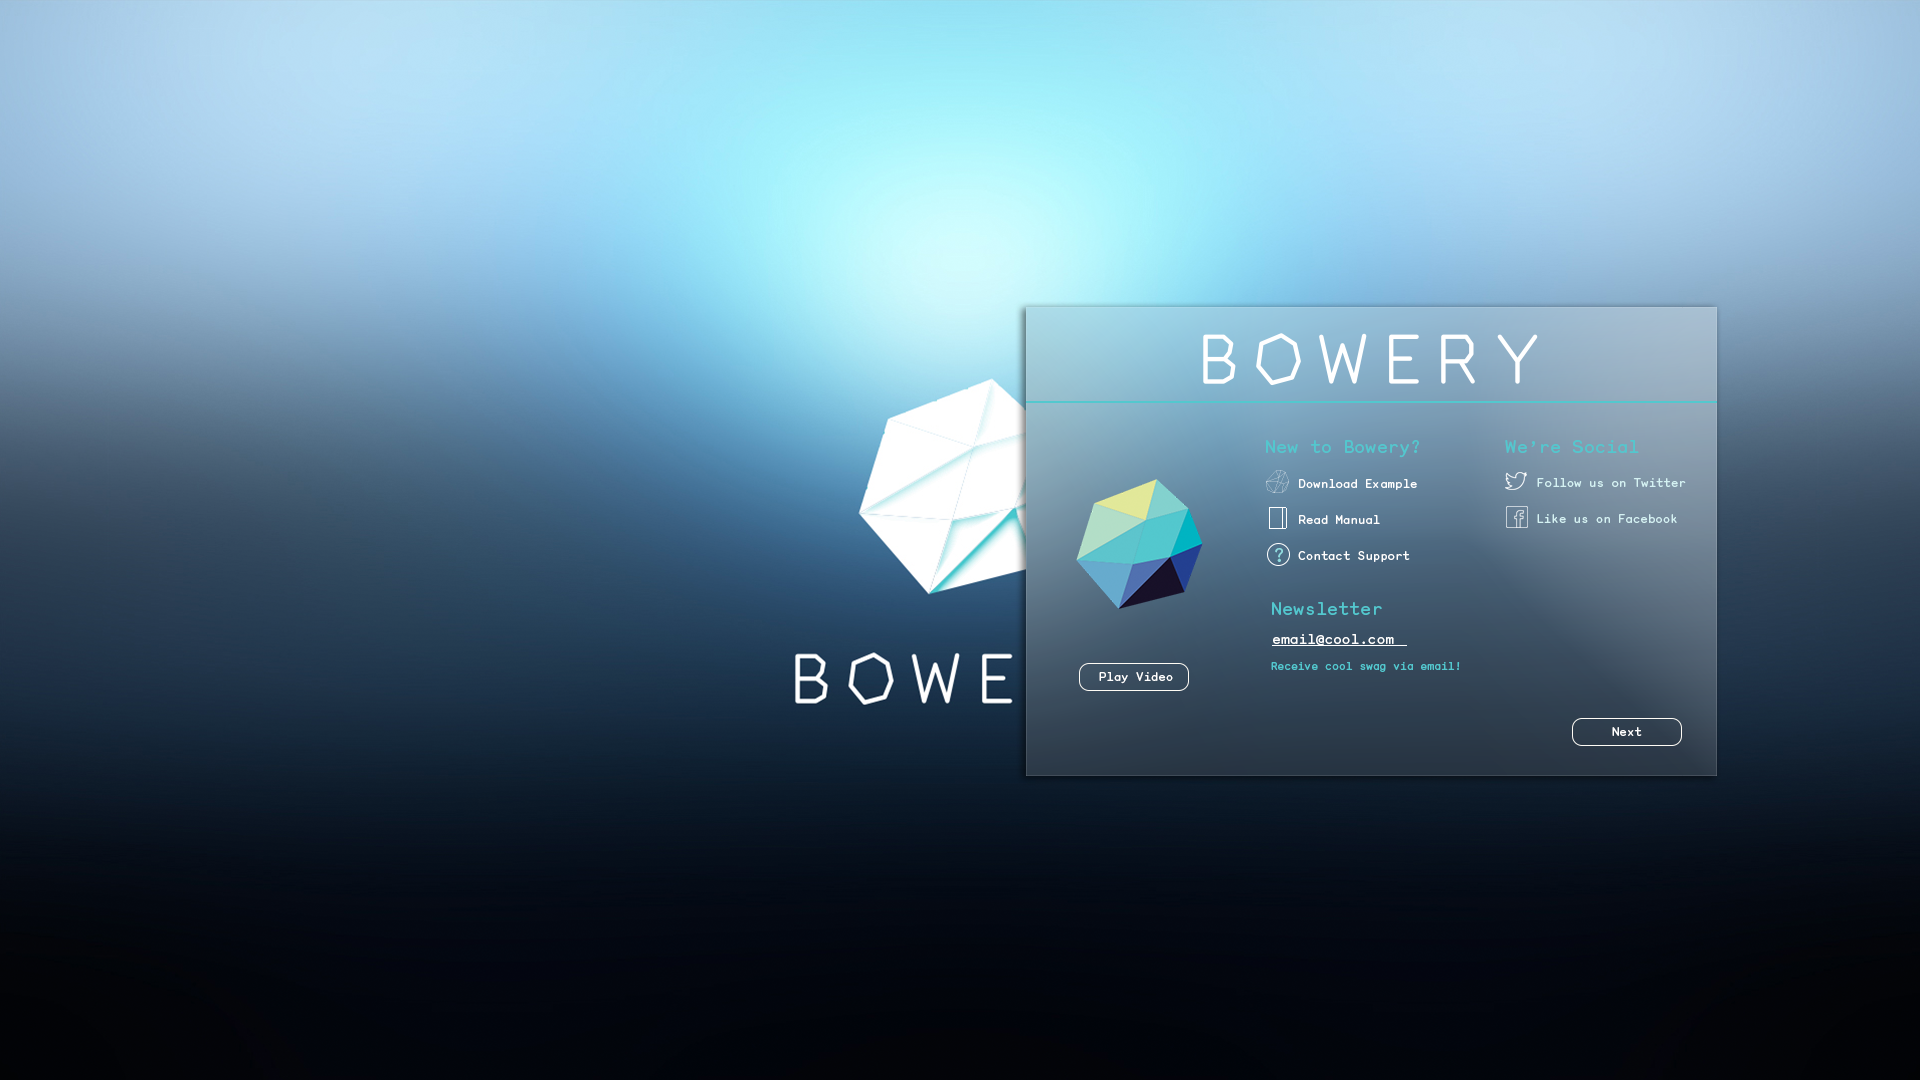 BOWE
BOWERY
New to Bowery?
Download Example
Read Manual
? Contact Support
We're Social
Follow us on Twitter
f Like us on Facebook
Newsletter
email@cool.com
Receive cool swag via email!
Play Video
Next